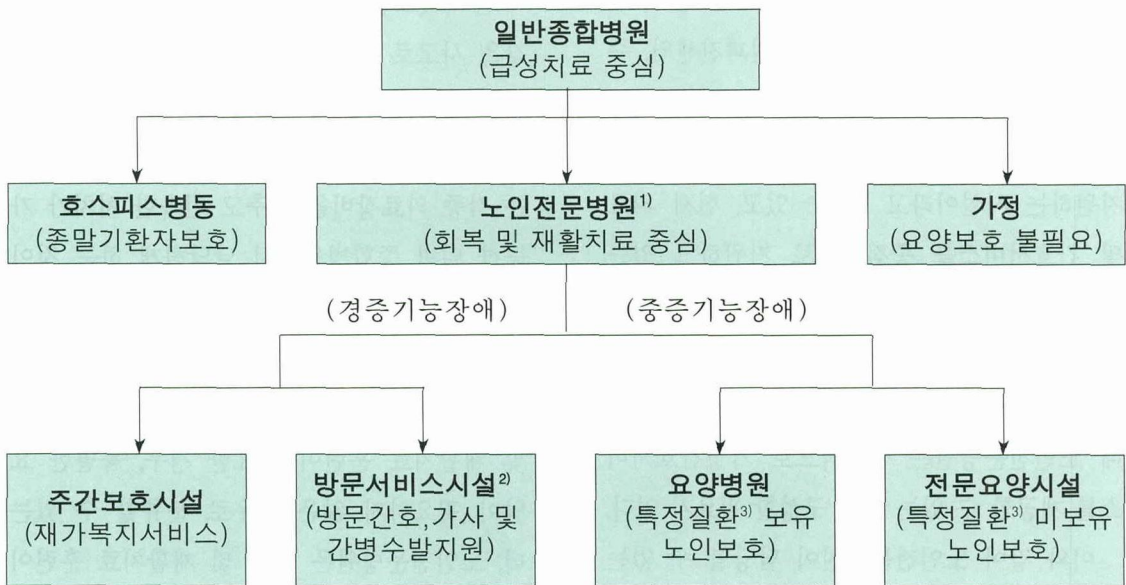 일반종합병원
(급성치료 중심)
호스피스병동
(종말기환자보호)
노인전문병원¹⁾
(회복 및 재활치료 중심)
가정
(요양보호 불필요)
(경증기능장애)
(중증기능장애)
주간보호시설
(재가복지서비스)
방문서비스시설²⁾
(방문간호,가사 및
간병수발지원)
요양병원
(특정질환³⁾ 보유
노인보호)
전문요양시설
(특정질환³⁾ 미보유
노인보호)